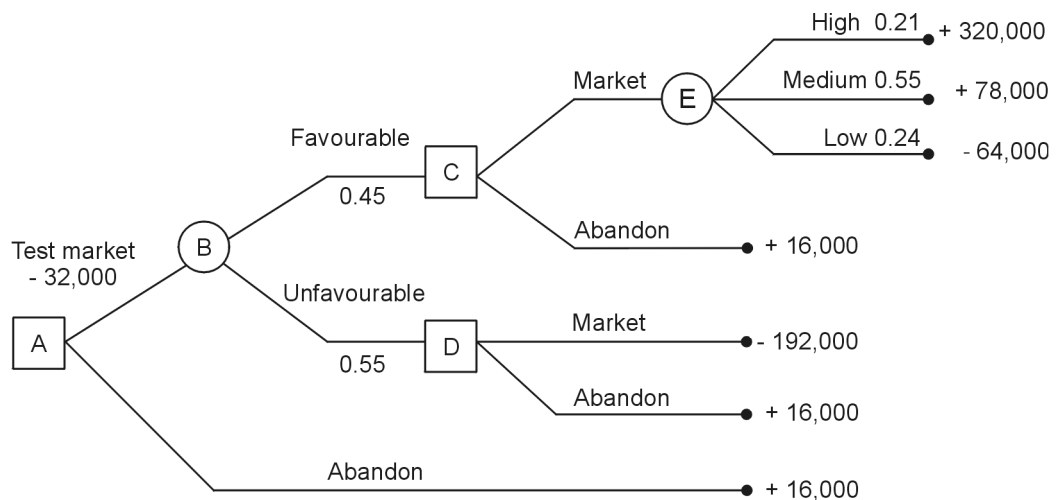 High 0.21
+ 320,000
Market
E
Medium 0.55
+ 78,000
Low 0.24
- 64,000
Favourable
0.45
C
Abandon
+ 16,000
Test market
- 32,000
B
Unfavourable
0.55
D
Market
- 192,000
Abandon
+ 16,000
A
Abandon
+ 16,000